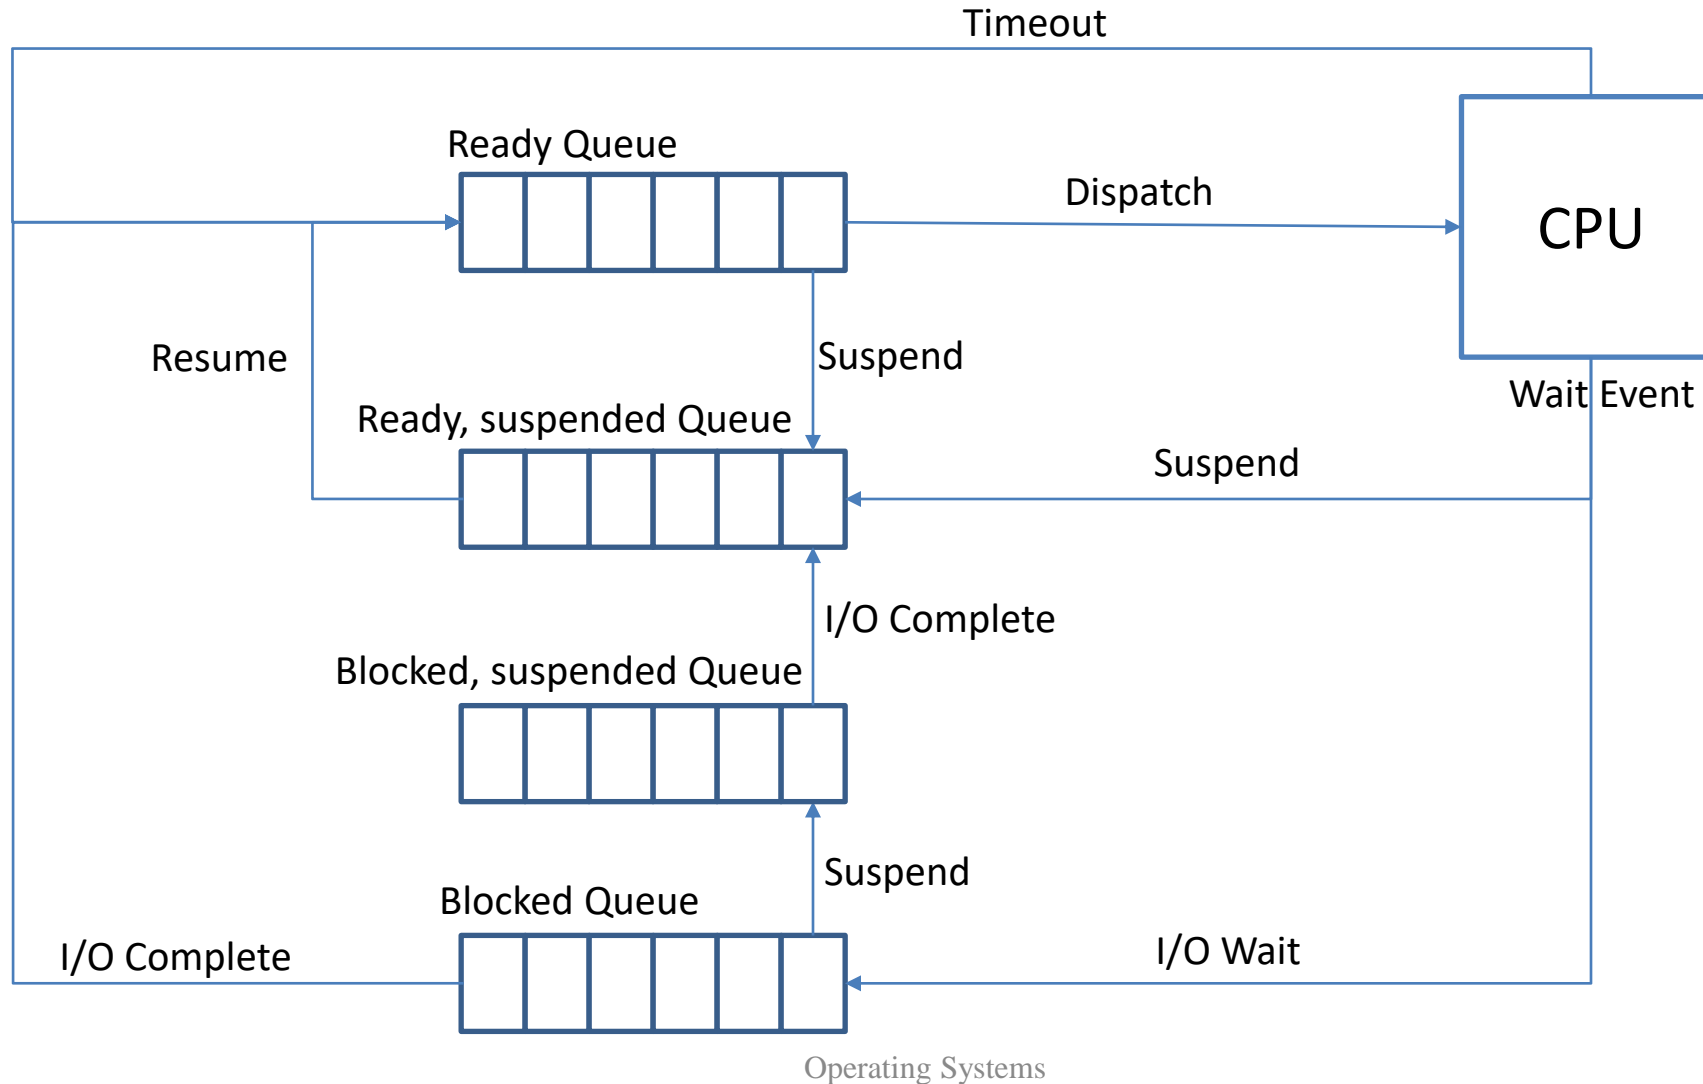 Timeout
Ready Queue
Dispatch
CPU
Resume
Suspend
Wait Event
Ready, suspended Queue
Suspend
I/O Complete
Blocked, suspended Queue
Suspend
Blocked Queue
I/O Complete
I/O Wait
Operating Systems